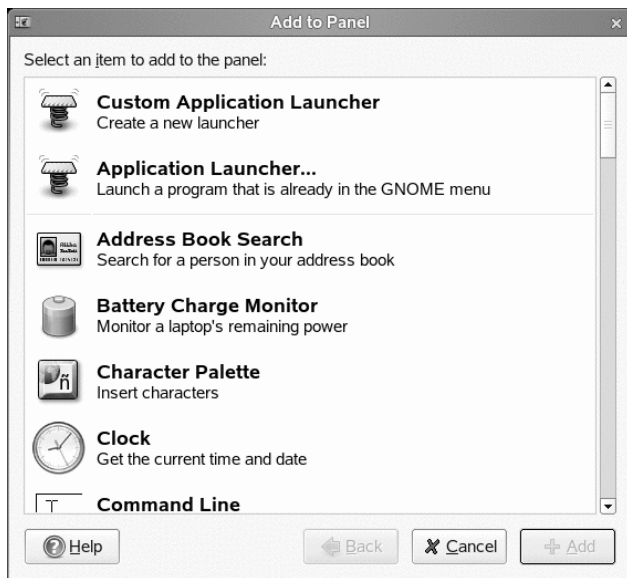 Add to Panel
Select an item to add to the panel:
Custom Application Launcher
Create a new launcher
Application Launcher...
Launch a program that is already in the GNOME menu
Address Book Search
Search for a person in your address book
Battery Charge Monitor
Monitor a laptop's remaining power
Character Palette
Insert characters
Clock
Get the current time and date
Command Line
Help
Back
Cancel
Add